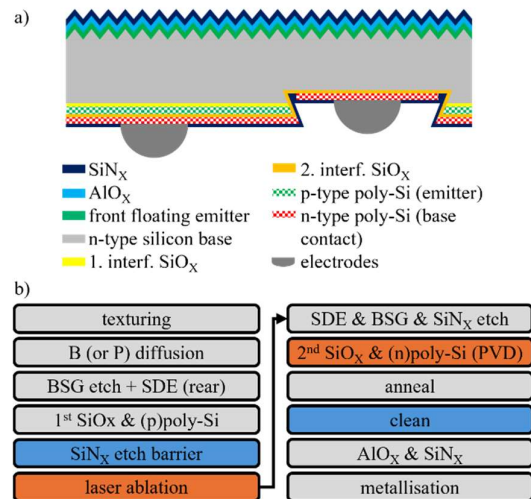 a)
SiNX
AlOX
front floating emitter
n-type silicon base
1. interf. SiOX
2. interf. SiOX
p-type poly-Si (emitter)
n-type poly-Si (base
contact)
electrodes
b)
texturing
B (or P) diffusion
BSG etch + SDE (rear)
1st SiOx & (p)poly-Si
SiNX etch barrier
laser ablation
SDE & BSG & SiNX etch
2nd SiOX & (n)poly-Si (PVD)
anneal
clean
AlOX & SiNX
metallisation